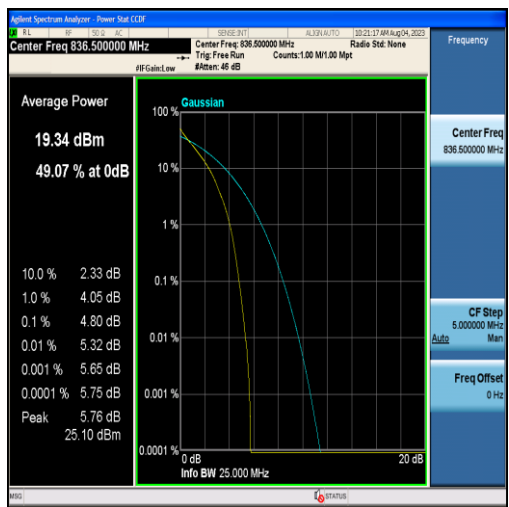 Agilent Spectrum Analyzer - Power Stat CCDF
RL RF 50 Ω AC SENSE:INT ALIGN AUTO 10:21:17 AM Aug 04, 2023
Center Freq 836.500000 MHz
Center Freq: 836.500000 MHz Radio Std: None
Trig: Free Run Counts:1.00 M/1.00 Mpt
#IFGain:Low #Atten: 46 dB
Frequency
Average Power
19.34 dBm
49.07 % at 0dB
10.0 % 2.33 dB
1.0 % 4.05 dB
0.1 % 4.80 dB
0.01 % 5.32 dB
0.001 % 5.65 dB
0.0001 % 5.75 dB
Peak 5.76 dB
25.10 dBm
Gaussian
100 %
10 %
1 %
0.1 %
0.01 %
0.001 %
0.0001 %
0 dB 20 dB
Info BW 25.000 MHz
Center Freq
836.500000 MHz
CF Step
5.000000 MHz
Auto Man
Freq Offset
0 Hz
MSG STATUS